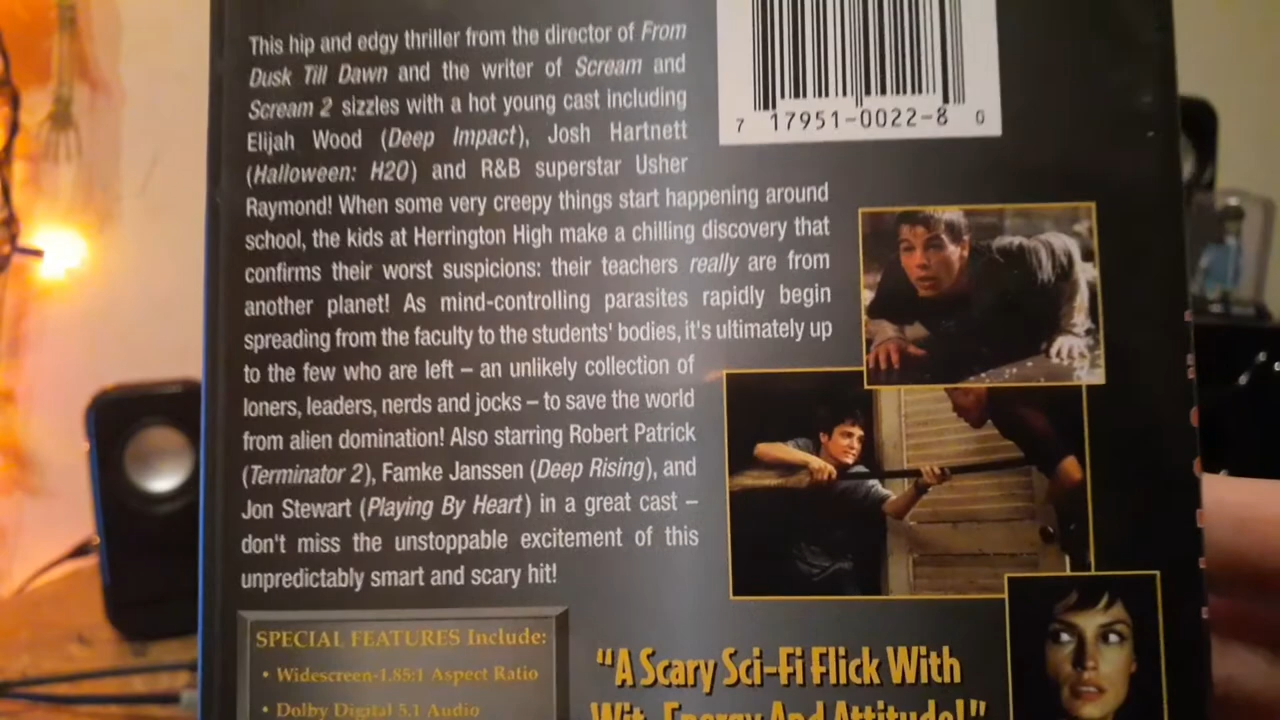 This hip and edgy thriller from the director of From
Dusk Till Dawn and the writer of Scream and
Scream 2 sizzles with a hot young cast including
Elijah Wood (Deep Impact), Josh Hartnett
(Halloween: H20) and R&B superstar Usher
Raymond! When some very creepy things start happening around
school, the kids at Herrington High make a chilling discovery that
confirms their worst suspicions: their teachers really are from
another planet! As mind-controlling parasites rapidly begin
spreading from the faculty to the students' bodies, it's ultimately up
to the few who are left – an unlikely collection of
loners, leaders, nerds and jocks – to save the world
from alien domination! Also starring Robert Patrick
(Terminator 2), Famke Janssen (Deep Rising), and
Jon Stewart (Playing By Heart) in a great cast –
don't miss the unstoppable excitement of this
unpredictably smart and scary hit!
7 17951-0022-8 0
SPECIAL FEATURES Include:
• Widescreen-1.85:1 Aspect Ratio
• Dolby Digital 5.1 Audio
“A Scary Sci-Fi Flick With
Wit, Energy And Attitude!”